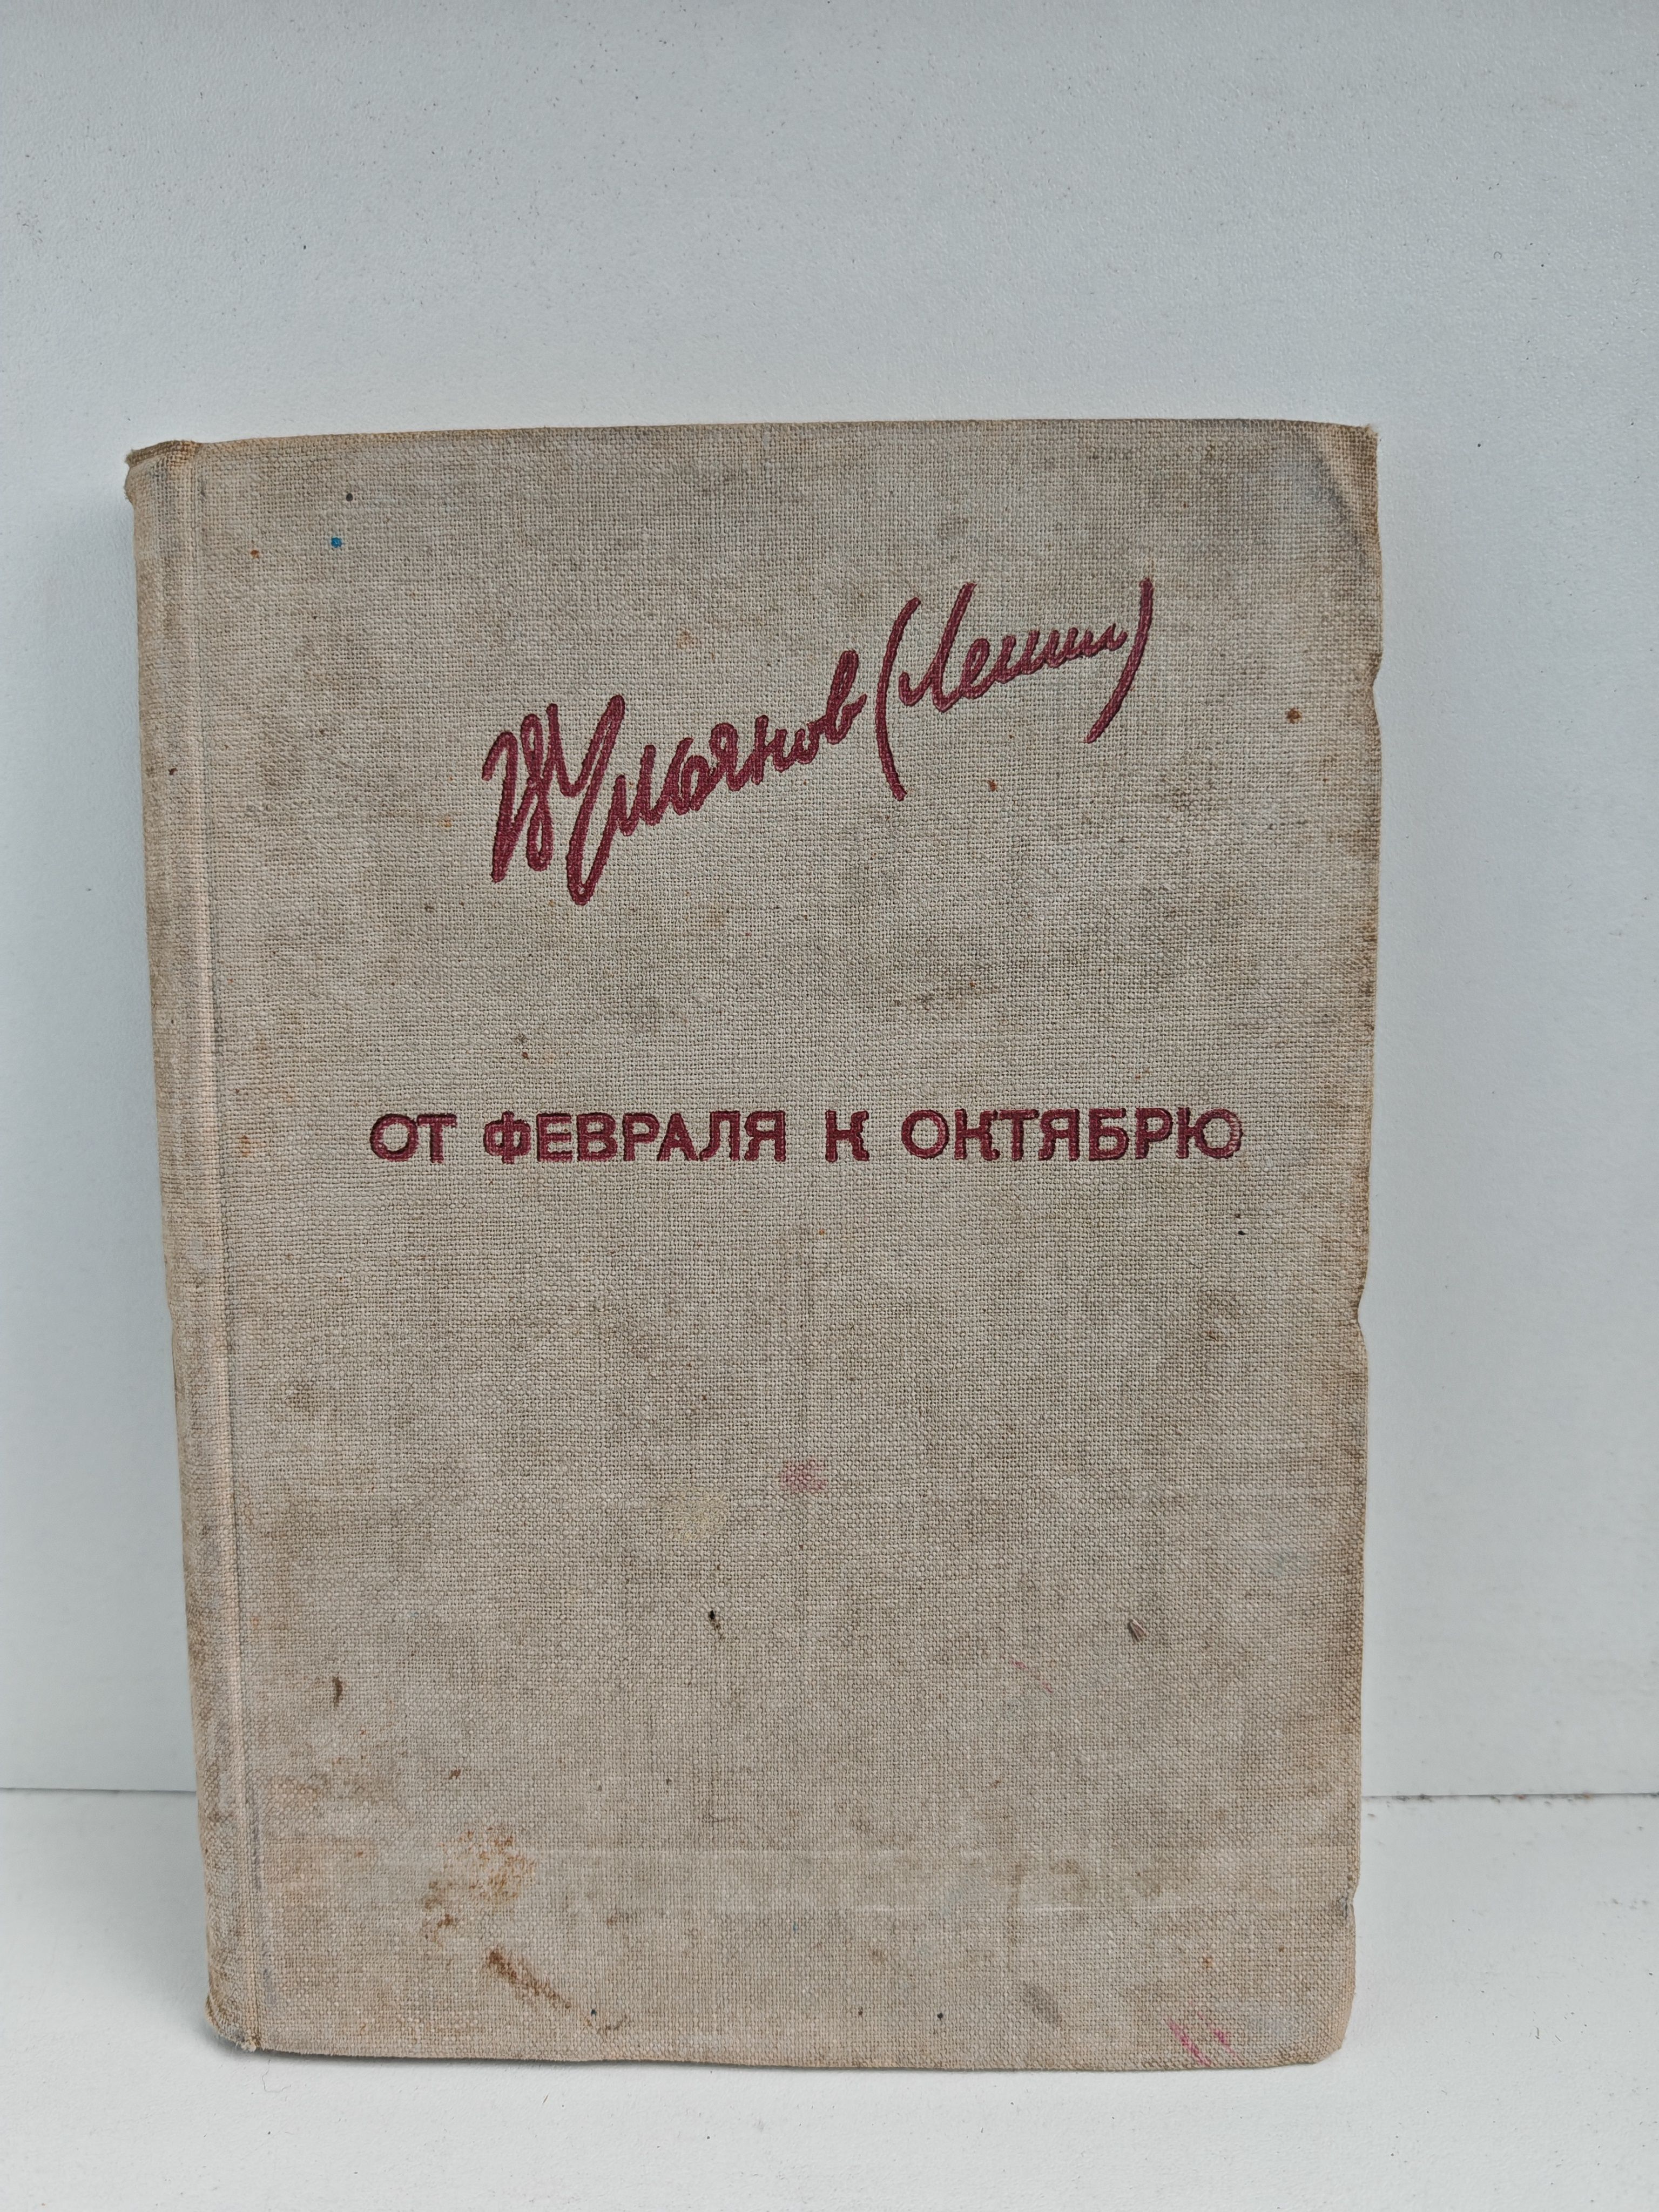 В Ульянов (Ленин)
ОТ ФЕВРАЛЯ К ОКТЯБРЮ